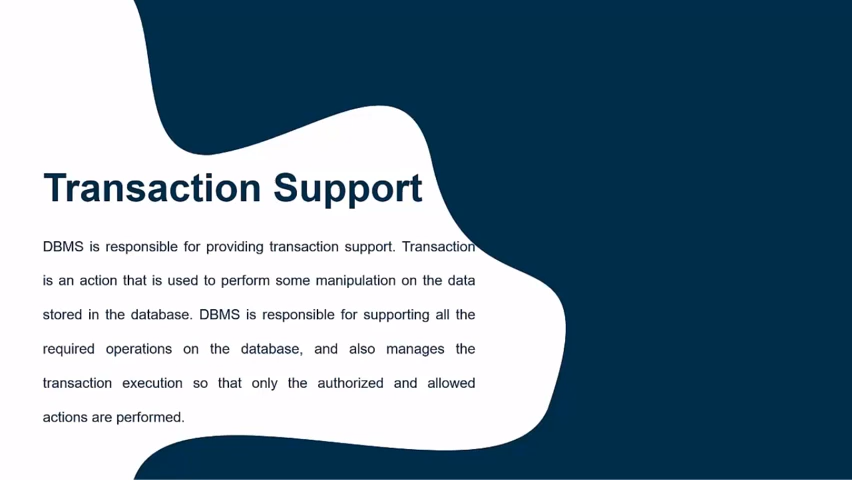 Transaction Support
DBMS is responsible for providing transaction support. Transaction
is an action that is used to perform some manipulation on the data
stored in the database. DBMS is responsible for supporting all the
required operations on the database, and also manages the
transaction execution so that only the authorized and allowed
actions are performed.